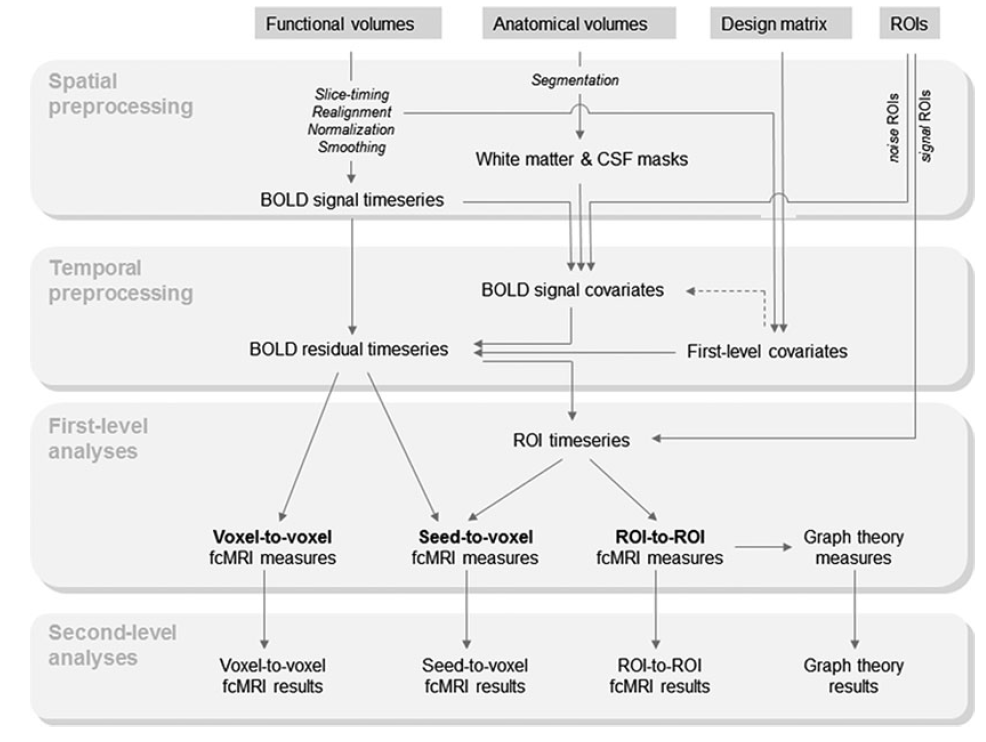 Functional volumes
Anatomical volumes
Design matrix
ROIs
Spatial
preprocessing
Slice-timing
Realignment
Normalization
Smoothing
Segmentation
noise ROIs
signal ROIs
White matter & CSF masks
BOLD signal timeseries
Temporal
preprocessing
BOLD signal covariates
BOLD residual timeseries
First-level covariates
First-level
analyses
ROI timeseries
Voxel-to-voxel
fcMRI measures
Seed-to-voxel
fcMRI measures
ROI-to-ROI
fcMRI measures
Graph theory
measures
Second-level
analyses
Voxel-to-voxel
fcMRI results
Seed-to-voxel
fcMRI results
ROI-to-ROI
fcMRI results
Graph theory
results